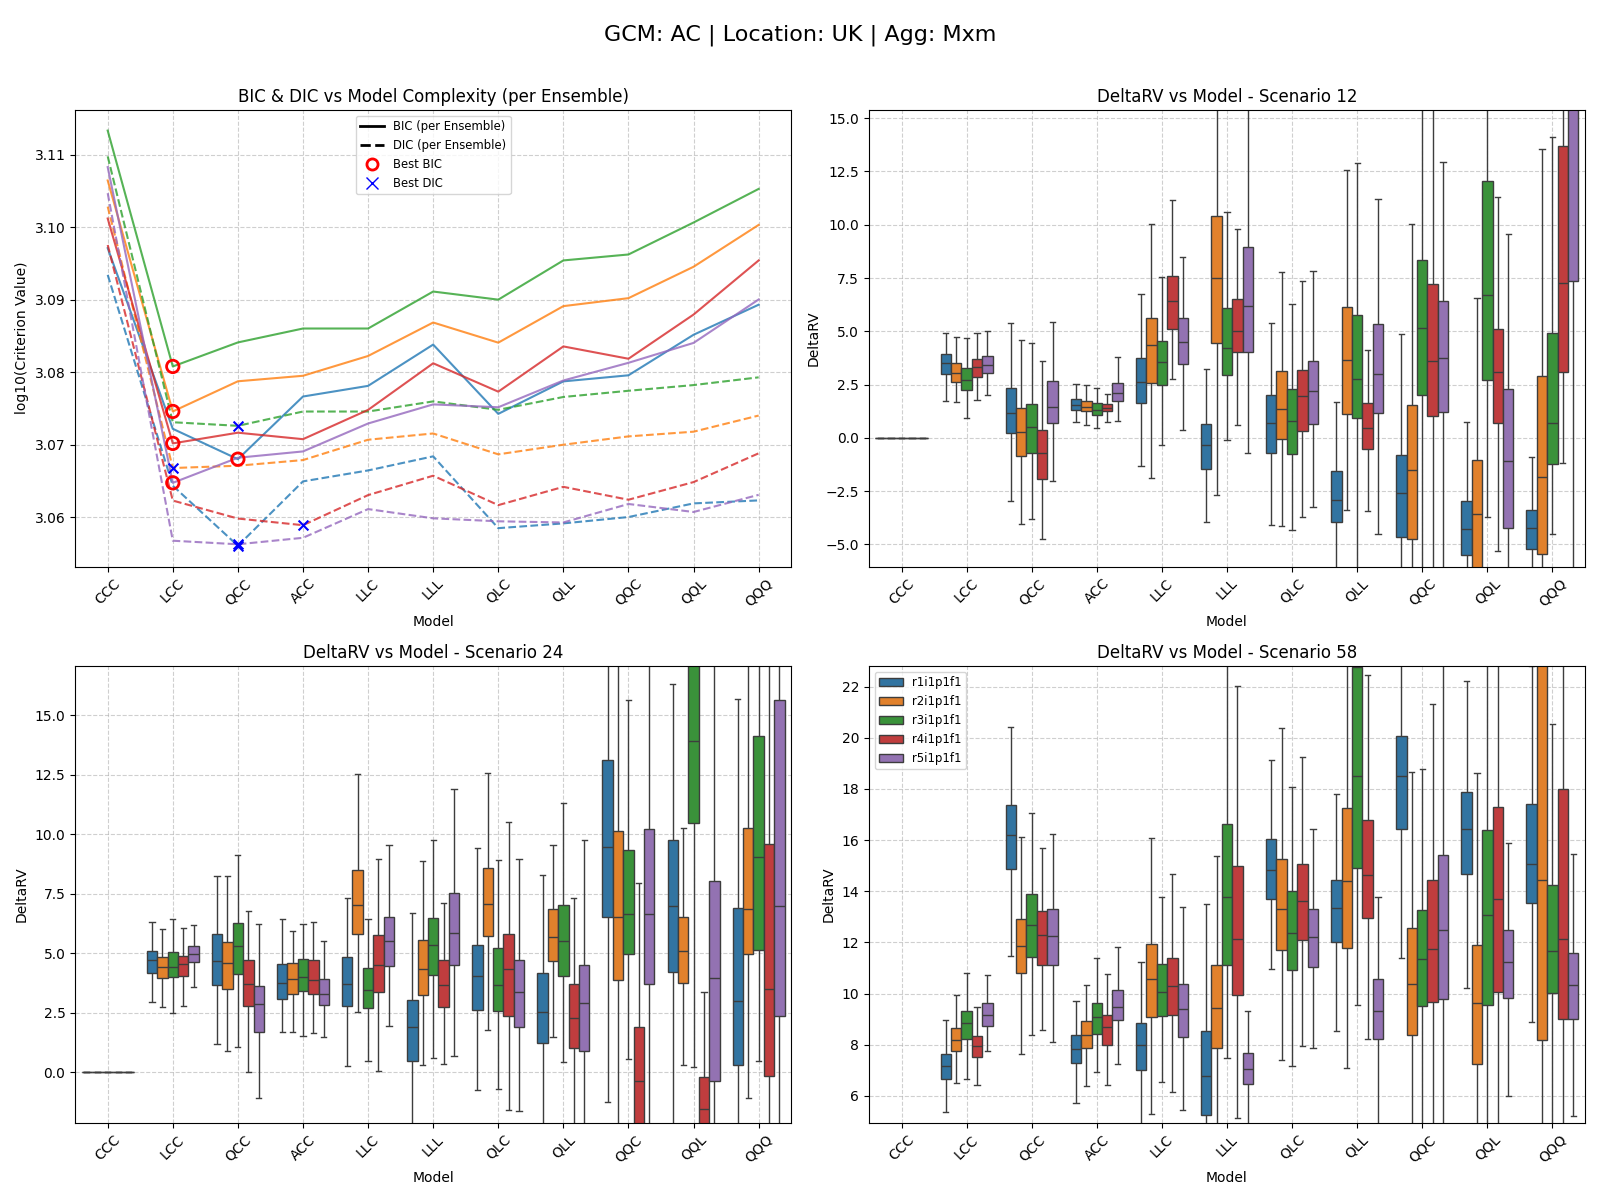 GCM: AC | Location: UK | Agg: Mxm
BIC & DIC vs Model Complexity (per Ensemble)
log10(Criterion Value)
3.11
3.10
3.09
3.08
3.07
3.06
BIC (per Ensemble)
DIC (per Ensemble)
Best BIC
Best DIC
CCC
LCC
QCC
ACC
LLC
LLL
QLC
QLL
QQC
QQL
QQQ
Model
DeltaRV vs Model - Scenario 12
DeltaRV
15.0
12.5
10.0
7.5
5.0
2.5
0.0
−2.5
−5.0
CCC
LCC
QCC
ACC
LLC
LLL
QLC
QLL
QQC
QQL
QQQ
Model
DeltaRV vs Model - Scenario 24
DeltaRV
15.0
12.5
10.0
7.5
5.0
2.5
0.0
CCC
LCC
QCC
ACC
LLC
LLL
QLC
QLL
QQC
QQL
QQQ
Model
DeltaRV vs Model - Scenario 58
DeltaRV
22
20
18
16
14
12
10
8
6
r1i1p1f1
r2i1p1f1
r3i1p1f1
r4i1p1f1
r5i1p1f1
CCC
LCC
QCC
ACC
LLC
LLL
QLC
QLL
QQC
QQL
QQQ
Model